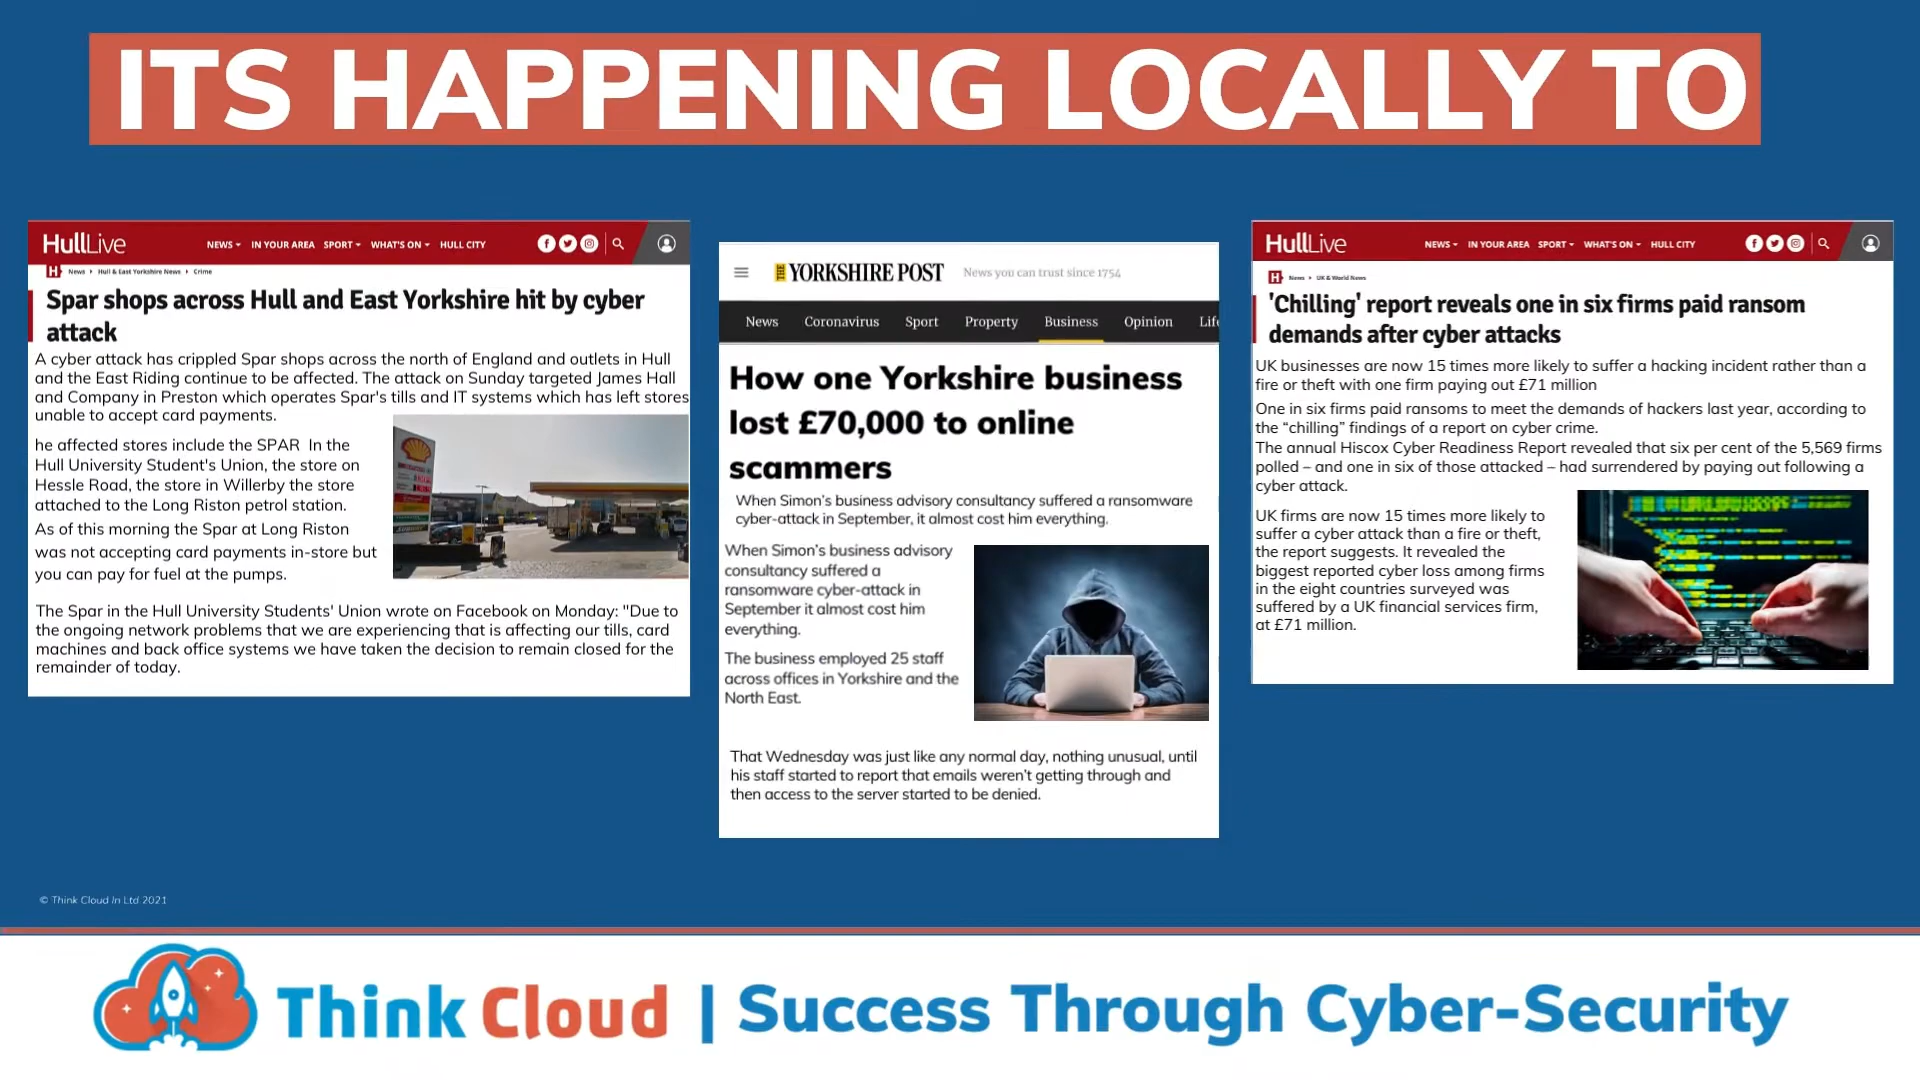 ITS HAPPENING LOCALLY TO
HullLive
NEWS IN YOUR AREA SPORT WHAT'S ON HULL CITY
H News Hull & East Yorkshire News Crime
Spar shops across Hull and East Yorkshire hit by cyber
attack
A cyber attack has crippled Spar shops across the north of England and outlets in Hull
and the East Riding continue to be affected. The attack on Sunday targeted James Hall
and Company in Preston which operates Spar's tills and IT systems which has left stores
unable to accept card payments.
he affected stores include the SPAR In the
Hull University Student's Union, the store on
Hessle Road, the store in Willerby the store
attached to the Long Riston petrol station.
As of this morning the Spar at Long Riston
was not accepting card payments in-store but
you can pay for fuel at the pumps.
The Spar in the Hull University Students' Union wrote on Facebook on Monday: "Due to
the ongoing network problems that we are experiencing that is affecting our tills, card
machines and back office systems we have taken the decision to remain closed for the
remainder of today.
THE YORKSHIRE POST News you can trust since 1754
News Coronavirus Sport Property Business Opinion Life
How one Yorkshire business
lost £70,000 to online
scammers
When Simon's business advisory consultancy suffered a ransomware
cyber-attack in September, it almost cost him everything.
When Simon's business advisory
consultancy suffered a
ransomware cyber-attack in
September it almost cost him
everything.
The business employed 25 staff
across offices in Yorkshire and the
North East.
That Wednesday was just like any normal day, nothing unusual, until
his staff started to report that emails weren't getting through and
then access to the server started to be denied.
HullLive
NEWS IN YOUR AREA SPORT WHAT'S ON HULL CITY
H News UK & World News
'Chilling' report reveals one in six firms paid ransom
demands after cyber attacks
UK businesses are now 15 times more likely to suffer a hacking incident rather than a
fire or theft with one firm paying out £71 million
One in six firms paid ransoms to meet the demands of hackers last year, according to
the “chilling” findings of a report on cyber crime.
The annual Hiscox Cyber Readiness Report revealed that six per cent of the 5,569 firms
polled – and one in six of those attacked – had surrendered by paying out following a
cyber attack.
UK firms are now 15 times more likely to
suffer a cyber attack than a fire or theft,
the report suggests. It revealed the
biggest reported cyber loss among firms
in the eight countries surveyed was
suffered by a UK financial services firm,
at £71 million.
© Think Cloud In Ltd 2021
Think Cloud | Success Through Cyber-Security